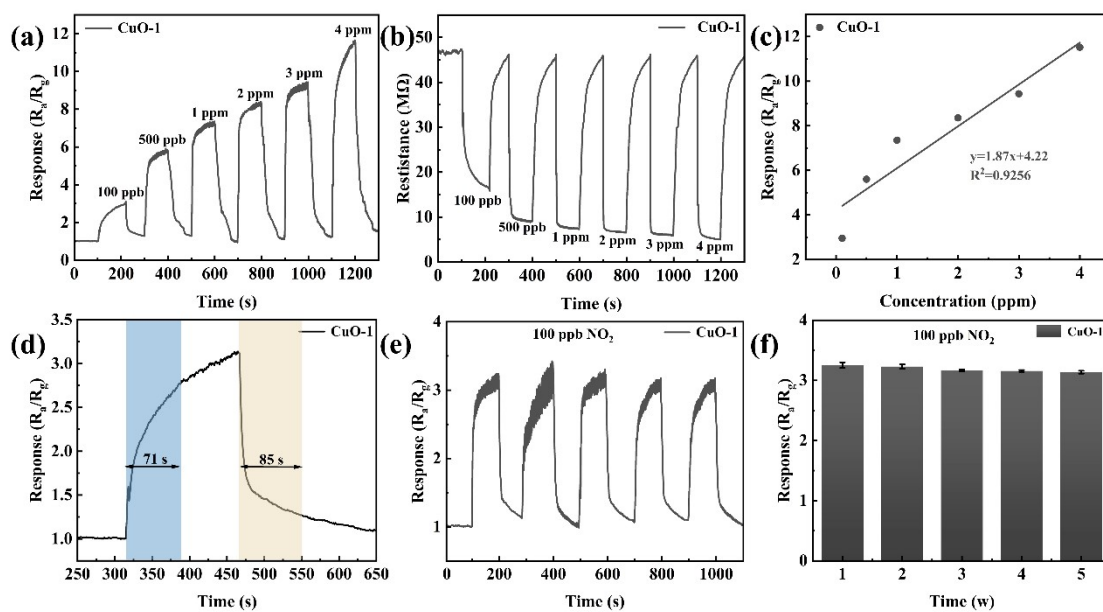 (a)
CuO-1
Response (Ra/Rg)
12
10
8
6
4
2
0
100 ppb
500 ppb
1 ppm
2 ppm
3 ppm
4 ppm
0 200 400 600 800 1000 1200
Time (s)
(b)
CuO-1
Restistance (MΩ)
50
40
30
20
10
0
100 ppb
500 ppb
1 ppm
2 ppm
3 ppm
4 ppm
0 200 400 600 800 1000
Time (s)
(c)
CuO-1
Response (Ra/Rg)
12
10
8
6
4
2
y=1.87x+4.22
R²=0.9256
0 1 2 3 4
Concentration (ppm)
(d)
CuO-1
Response (Ra/Rg)
3.5
3.0
2.5
2.0
1.5
1.0
71 s
85 s
250 300 350 400 450 500 550 600 650
Time (s)
(e)
100 ppb NO₂
CuO-1
Response (Ra/Rg)
4
3
2
1
0 200 400 600 800 1000
Time (s)
(f)
100 ppb NO₂
CuO-1
Response (Ra/Rg)
4
3
2
1
0
1 2 3 4 5
Time (w)